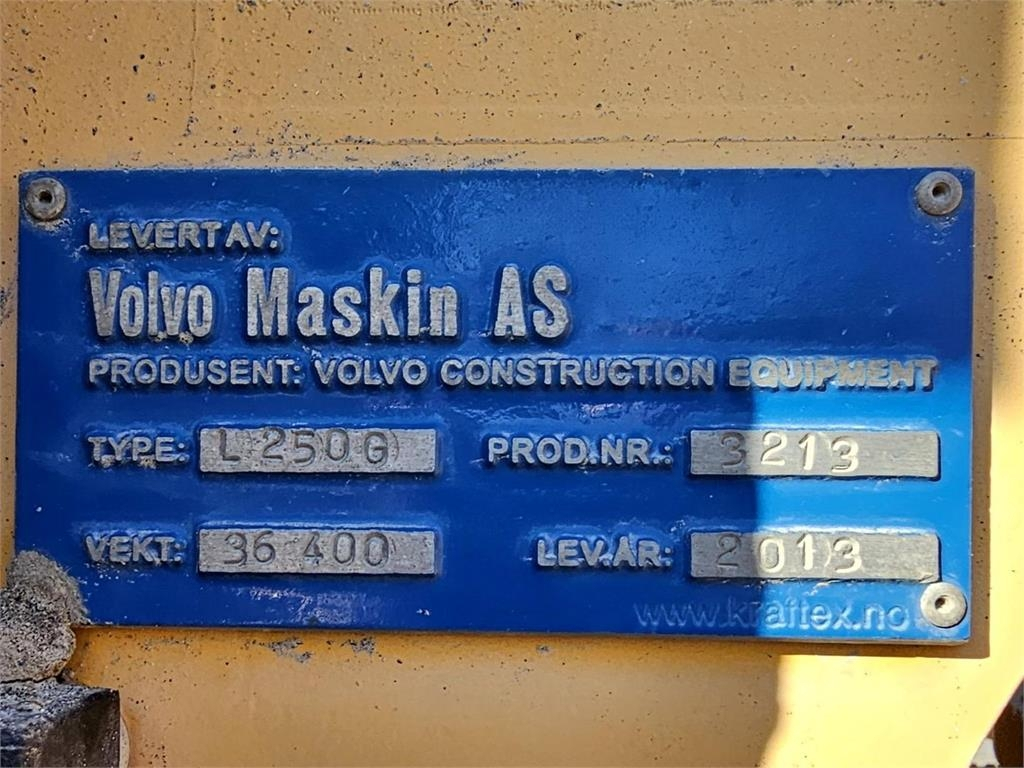 LEVERT AV:
Volvo Maskin AS
PRODUSENT: VOLVO CONSTRUCTION EQUIPMENT
TYPE: L 250G PROD.NR.: 3213
VEKT: 36 400 LEV.ÅR: 2013
www.kraftex.no